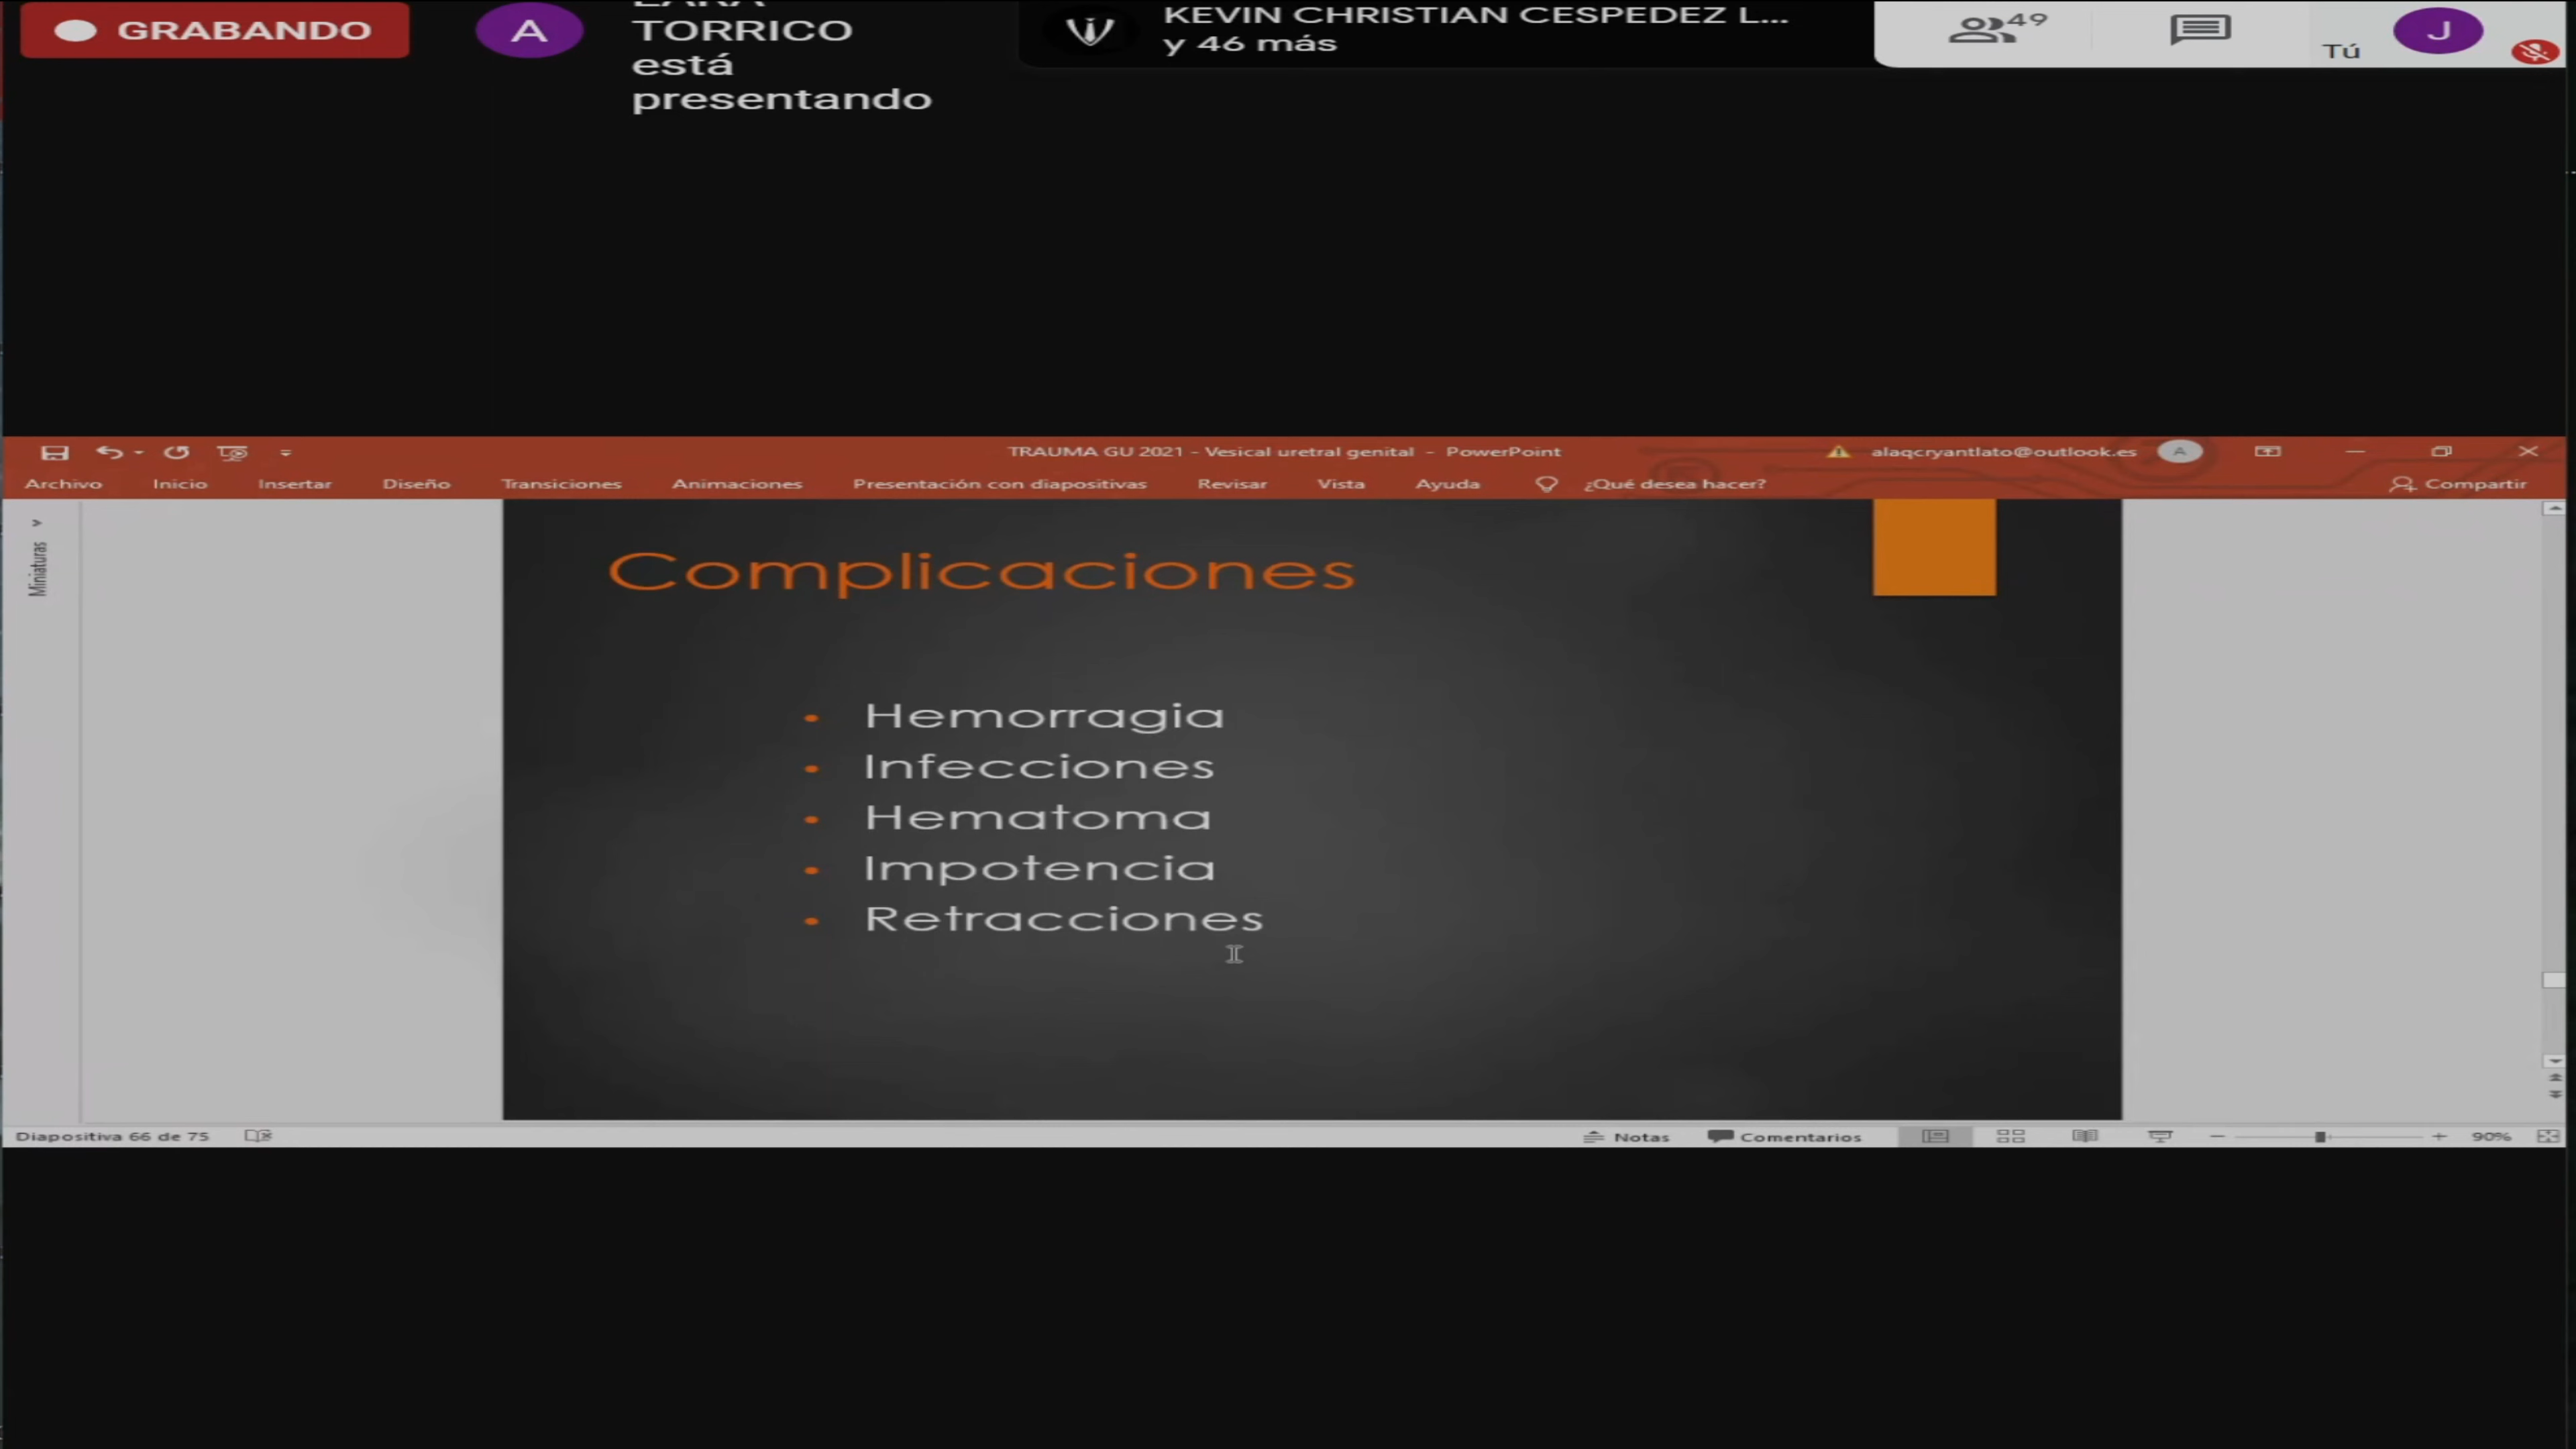 GRABANDO
A
TORRICO
está
presentando
KEVIN CHRISTIAN CESPEDEZ L...
y 46 más
49
Tú
J
TRAUMA GU 2021 - Vesical uretral genital - PowerPoint
alaqcryantlato@outlook.es
A
Archivo Inicio Insertar Diseño Transiciones Animaciones Presentación con diapositivas Revisar Vista Ayuda ¿Qué desea hacer? Compartir
Miniaturas
Complicaciones
• Hemorragia
• Infecciones
• Hematoma
• Impotencia
• Retracciones
Diapositiva 66 de 75
Notas Comentarios 90%